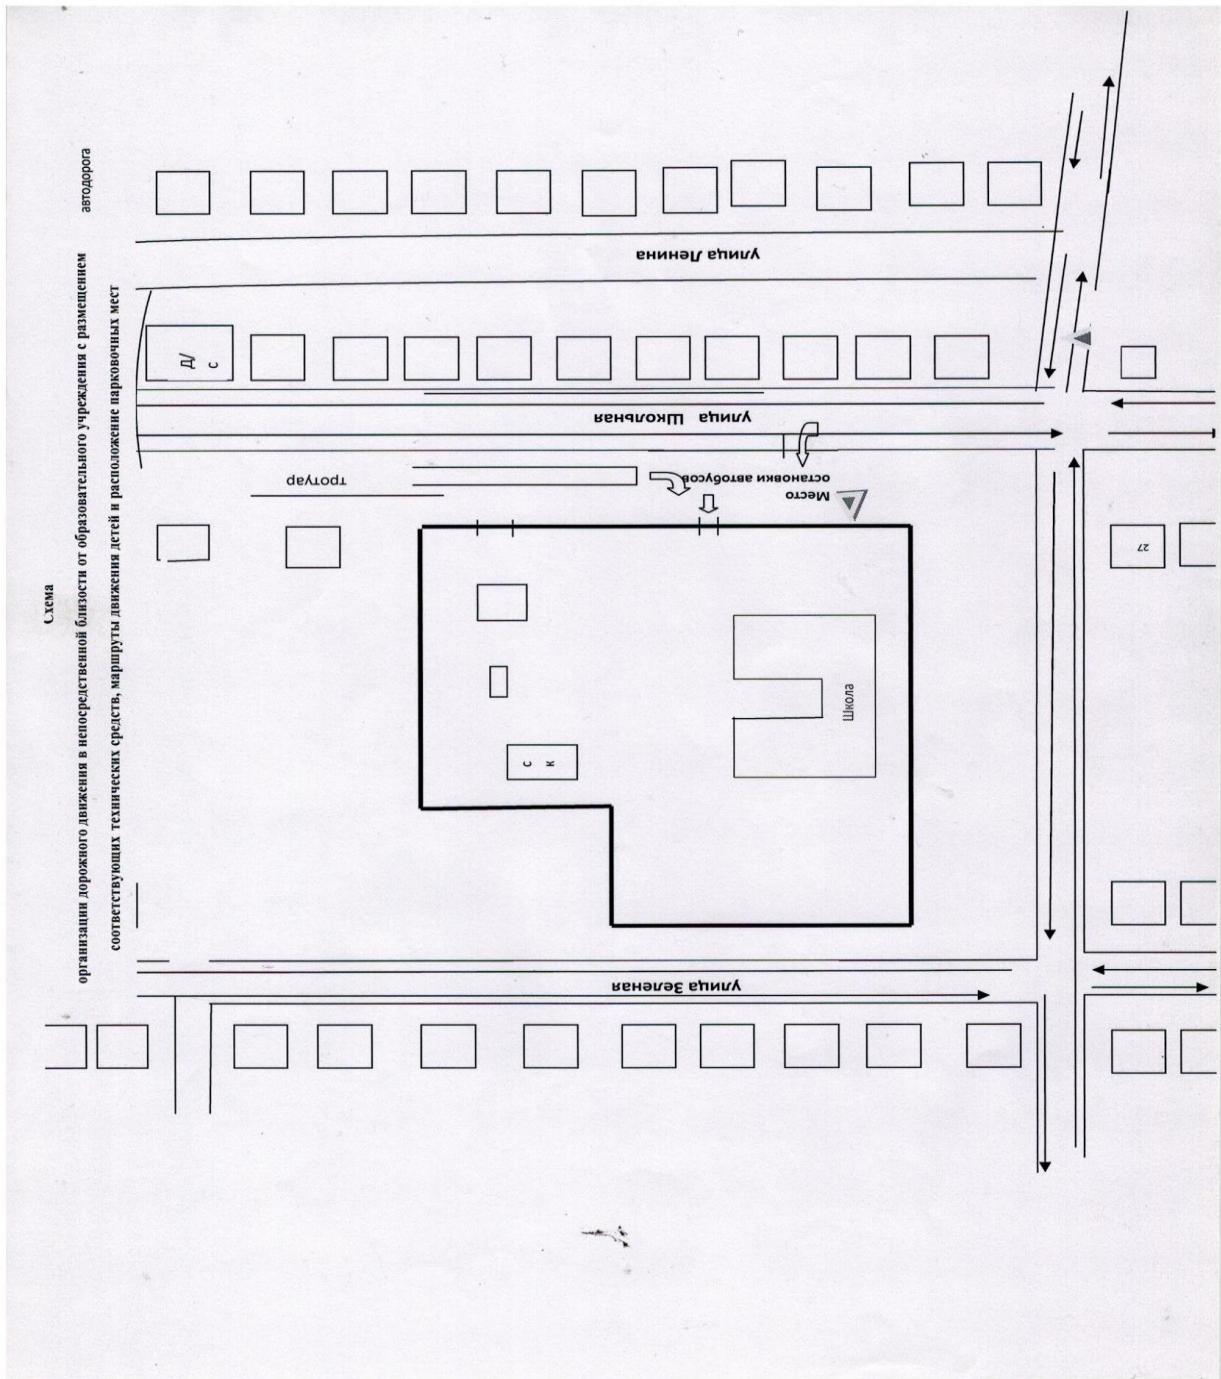 Схема
организации дорожного движения в непосредственной близости от образовательного учреждения с размещением
соответствующих технических средств, маршруты движения детей и расположение парковочных мест
автодорога
улица Ленина
Д/
с
улица Школьная
тротуар
Место
остановки автобусов
27
Школа
с
к
улица Зеленая